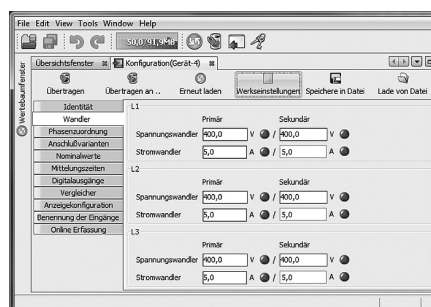 File Edit View Tools Window Help
50,0/91,9MB
Übersichtsfenster Konfiguration(Gerät-4)
Wertebaumfenster
Übertragen Übertragen an .. Erneut laden Werkseinstellungen Speichere in Datei Lade von Datei
Identität
Wandler
Phasenzuordnung
Anschlußvarianten
Nominalwerte
Mittelungszeiten
Digitalausgänge
Vergleicher
Anzeigekonfiguration
Benennung der Eingänge
Online Erfassung
L1
Primär Sekundär
Spannungswandler 400,0 V / 400,0 V
Stromwandler 5,0 A / 5,0 A
L2
Primär Sekundär
Spannungswandler 400,0 V / 400,0 V
Stromwandler 5,0 A / 5,0 A
L3
Primär Sekundär
Spannungswandler 400,0 V / 400,0 V
Stromwandler 5,0 A / 5,0 A